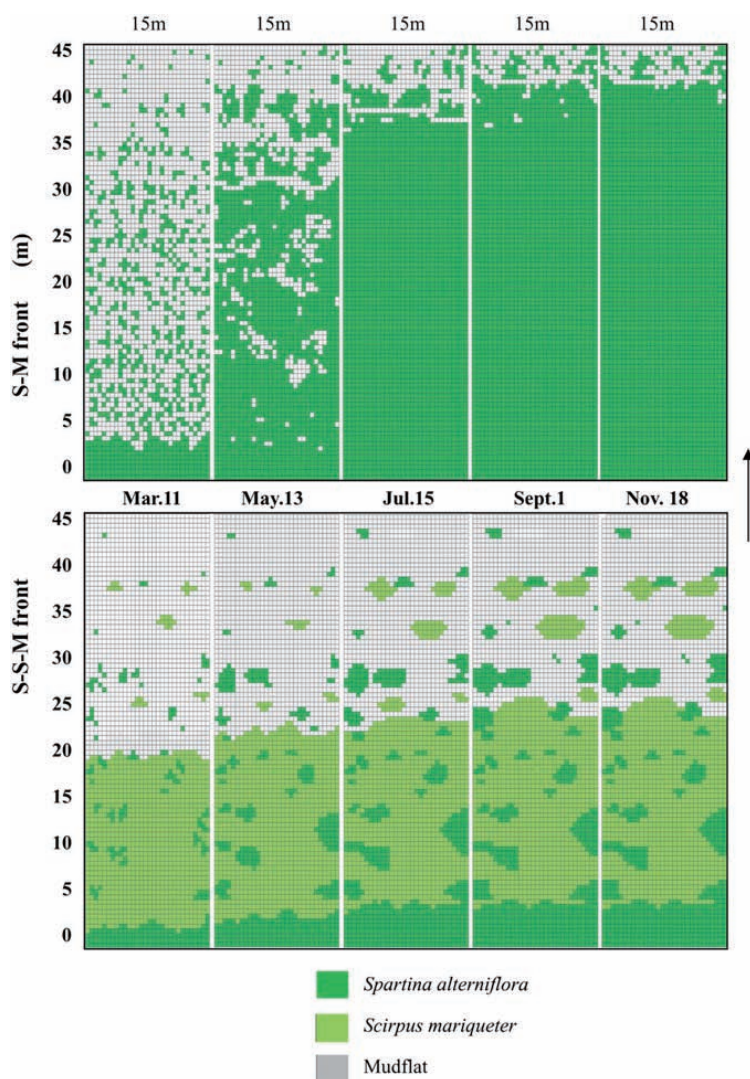 15m 15m 15m 15m 15m
45
40
35
30
25
20
15
10
5
0
S-M front (m)
Mar.11 May.13 Jul.15 Sept.1 Nov. 18
45
40
35
30
25
20
15
10
5
0
S-S-M front
Spartina alterniflora
Scirpus mariqueter
Mudflat